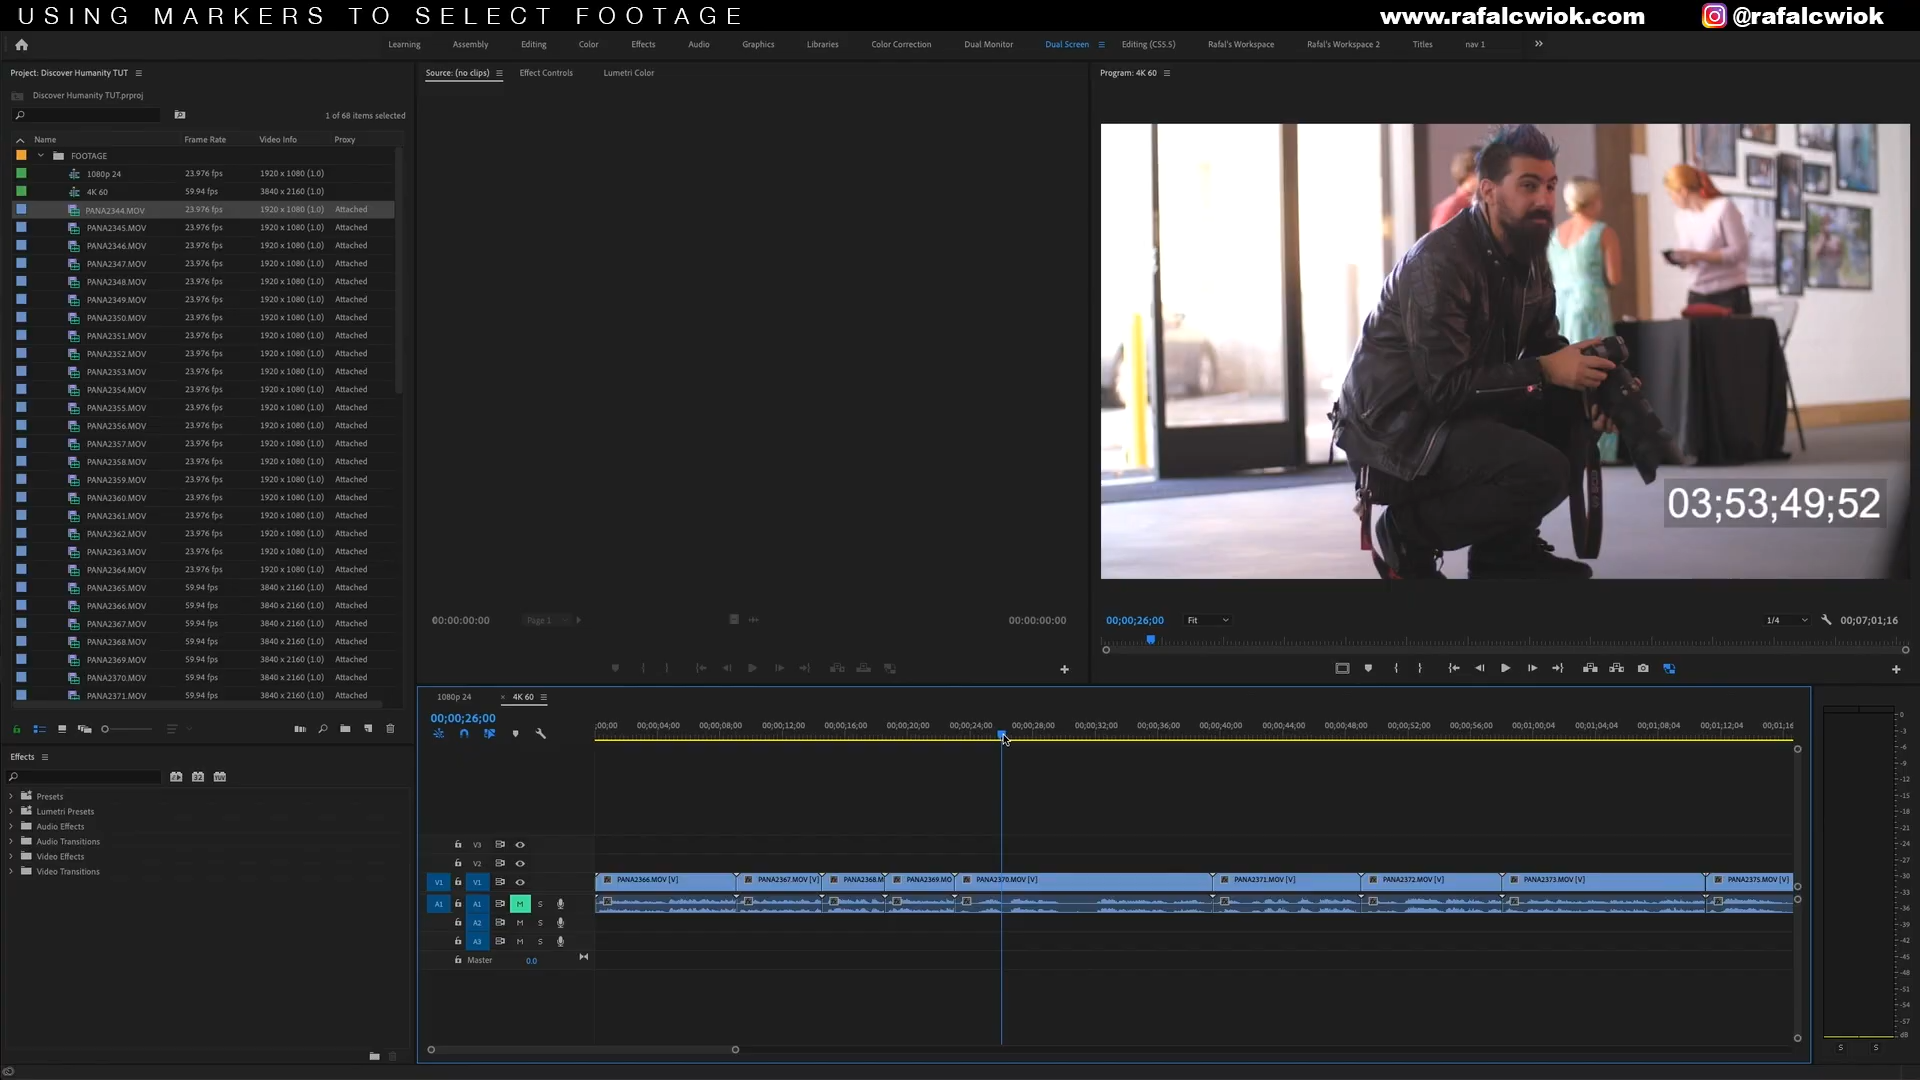 USING MARKERS TO SELECT FOOTAGE
www.rafalcwiok.com @rafalcwiok
Learning Assembly Editing Color Effects Audio Graphics Libraries Color Correction Dual Monitor Dual Screen Editing (CS5.5) Rafal's Workspace Rafal's Workspace 2 Titles nav 1
Project: Discover Humanity TUT
Discover Humanity TUT.prproj
1 of 68 items selected
Name Frame Rate Video Info Proxy
FOOTAGE
1080p 24 23.976 fps 1920 x 1080 (1.0)
4K 60 59.94 fps 3840 x 2160 (1.0)
PANA2344.MOV 23.976 fps 1920 x 1080 (1.0) Attached
PANA2345.MOV 23.976 fps 1920 x 1080 (1.0) Attached
PANA2346.MOV 23.976 fps 1920 x 1080 (1.0) Attached
PANA2347.MOV 23.976 fps 1920 x 1080 (1.0) Attached
PANA2348.MOV 23.976 fps 1920 x 1080 (1.0) Attached
PANA2349.MOV 23.976 fps 1920 x 1080 (1.0) Attached
PANA2350.MOV 23.976 fps 1920 x 1080 (1.0) Attached
PANA2351.MOV 23.976 fps 1920 x 1080 (1.0) Attached
PANA2352.MOV 23.976 fps 1920 x 1080 (1.0) Attached
PANA2353.MOV 23.976 fps 1920 x 1080 (1.0) Attached
PANA2354.MOV 23.976 fps 1920 x 1080 (1.0) Attached
PANA2355.MOV 23.976 fps 1920 x 1080 (1.0) Attached
PANA2356.MOV 23.976 fps 1920 x 1080 (1.0) Attached
PANA2357.MOV 23.976 fps 1920 x 1080 (1.0) Attached
PANA2358.MOV 23.976 fps 1920 x 1080 (1.0) Attached
PANA2359.MOV 23.976 fps 1920 x 1080 (1.0) Attached
PANA2360.MOV 23.976 fps 1920 x 1080 (1.0) Attached
PANA2361.MOV 23.976 fps 1920 x 1080 (1.0) Attached
PANA2362.MOV 23.976 fps 1920 x 1080 (1.0) Attached
PANA2363.MOV 23.976 fps 1920 x 1080 (1.0) Attached
PANA2364.MOV 23.976 fps 1920 x 1080 (1.0) Attached
PANA2365.MOV 59.94 fps 3840 x 2160 (1.0) Attached
PANA2366.MOV 59.94 fps 3840 x 2160 (1.0) Attached
PANA2367.MOV 59.94 fps 3840 x 2160 (1.0) Attached
PANA2368.MOV 59.94 fps 3840 x 2160 (1.0) Attached
PANA2369.MOV 59.94 fps 3840 x 2160 (1.0) Attached
PANA2370.MOV 59.94 fps 3840 x 2160 (1.0) Attached
PANA2371.MOV 59.94 fps 3840 x 2160 (1.0) Attached
Effects
Presets
Lumetri Presets
Audio Effects
Audio Transitions
Video Effects
Video Transitions
Source: (no clips) Effect Controls Lumetri Color
00:00:00:00 Page 1 00:00:00:00
Program: 4K 60
03;53;49;52
00;00;26;00 Fit 1/4 00;07;01;16
1080p 24 4K 60
00;00;26;00
;00;00 00;00;04;00 00;00;08;00 00;00;12;00 00;00;16;00 00;00;20;00 00;00;24;00 00;00;28;00 00;00;32;00 00;00;36;00 00;00;40;00 00;00;44;00 00;00;48;00 00;00;52;00 00;00;56;00 00;01;00;04 00;01;04;04 00;01;08;04 00;01;12;04 00;01;16
V3
V2
V1 V1 PANA2366.MOV [V] PANA2367.MOV [V] PANA2368.M PANA2369.MO PANA2370.MOV [V] PANA2371.MOV [V] PANA2372.MOV [V] PANA2373.MOV [V] PANA2375.MOV [V]
A1 A1 M S
A2 M S
A3 M S
Master 0.0
0
-3
-6
-9
-12
-15
-18
-21
-24
-27
-30
-33
-36
-39
-42
-45
-48
-51
-54
-57
dB
S S